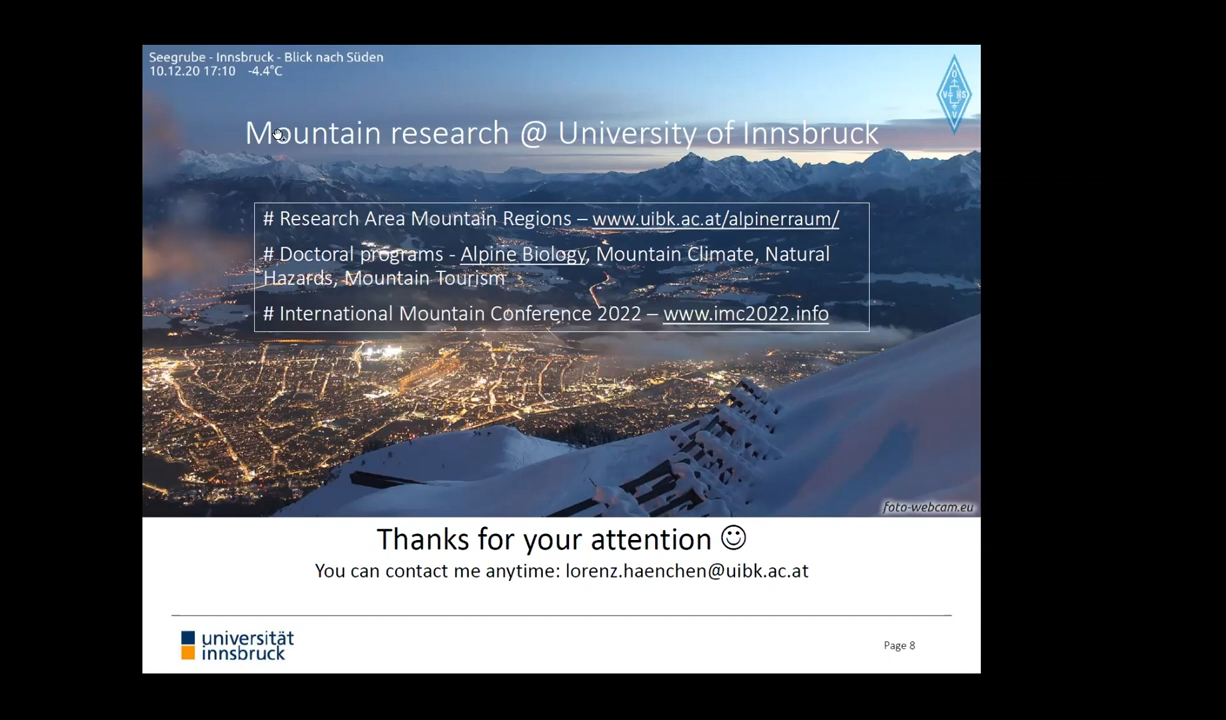 Seegrube - Innsbruck - Blick nach Süden
10.12.20 17:10 -4.4°C
Mountain research @ University of Innsbruck
# Research Area Mountain Regions – www.uibk.ac.at/alpinerraum/
# Doctoral programs - Alpine Biology, Mountain Climate, Natural
Hazards, Mountain Tourism
# International Mountain Conference 2022 – www.imc2022.info
foto-webcam.eu
Thanks for your attention ☺
You can contact me anytime: lorenz.haenchen@uibk.ac.at
universität
innsbruck
Page 8